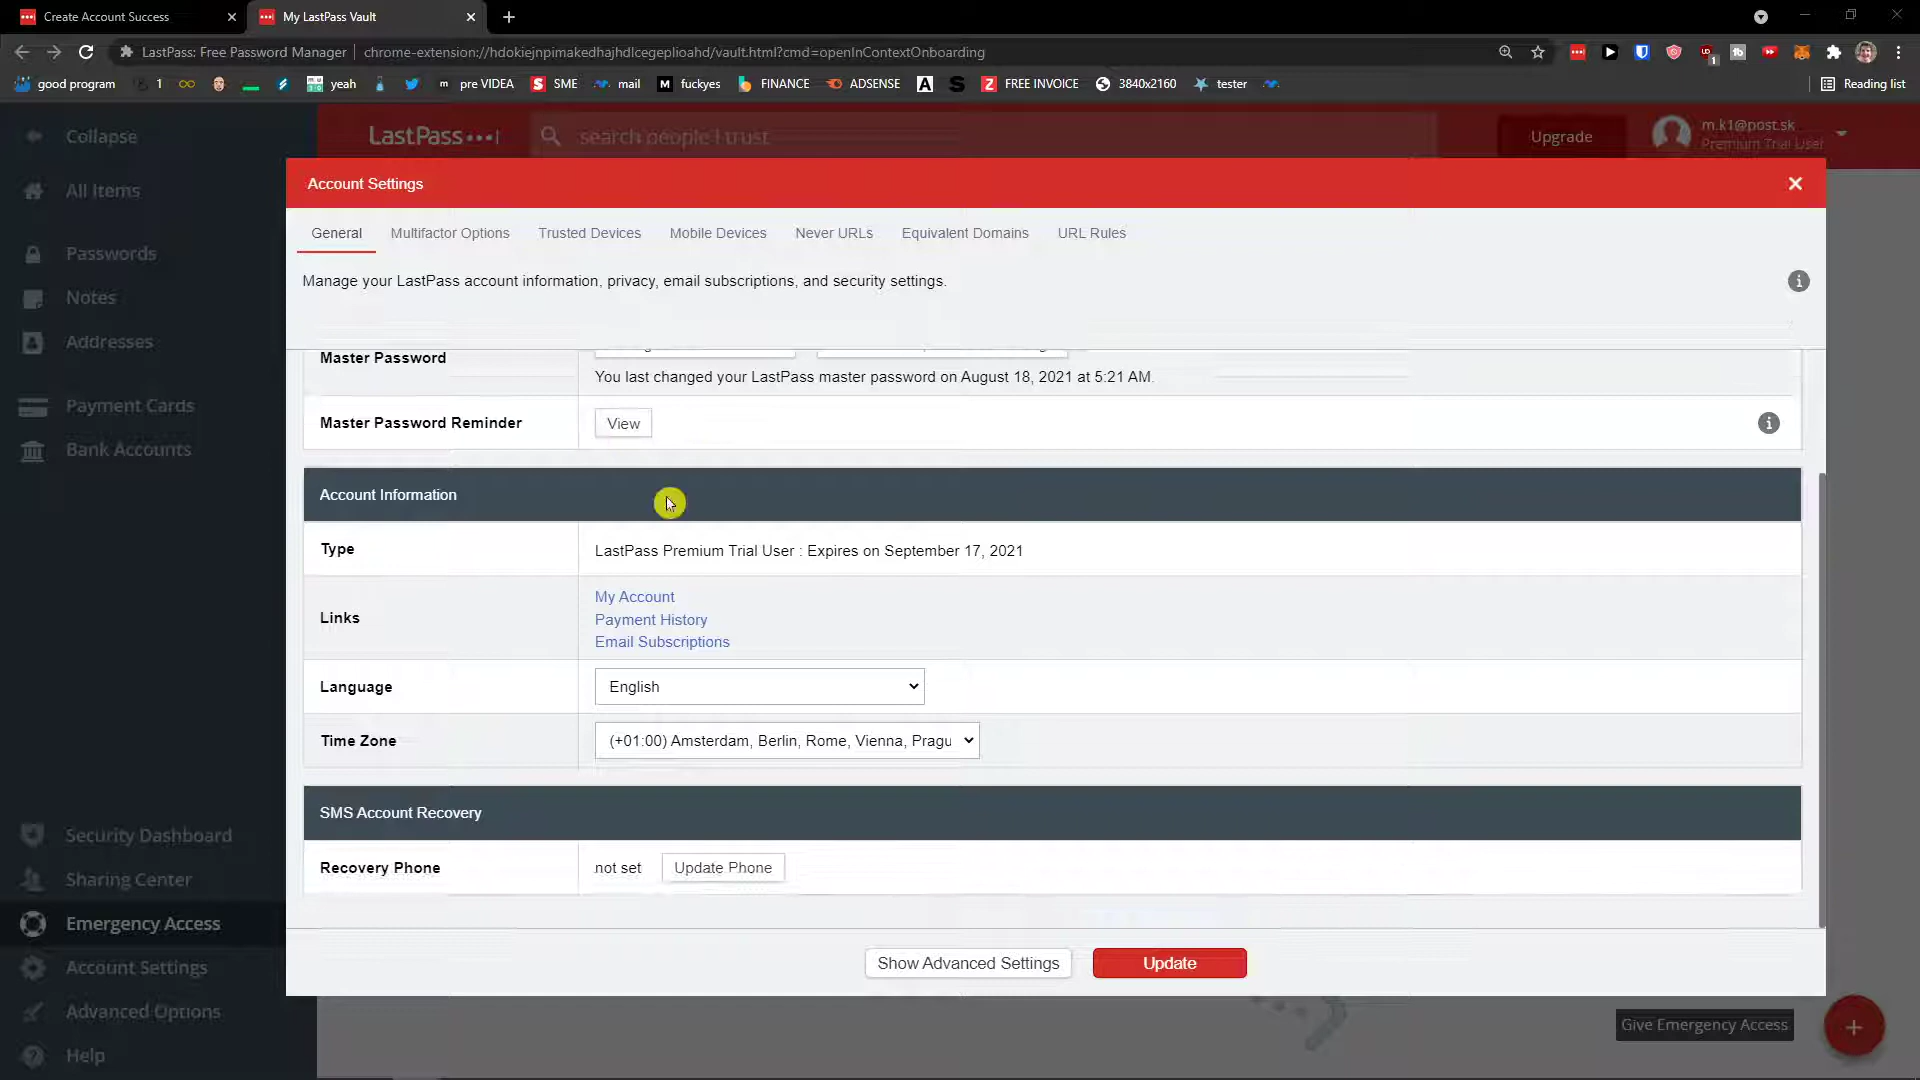 Create Account Success
My LastPass Vault
LastPass: Free Password Manager
chrome-extension://hdokiejnpimakedhajhdlcegeplioahd/vault.html?cmd=openInContextOnboarding
good program
1
yeah
pre VIDEA
SME
mail
fuckyes
FINANCE
ADSENSE
FREE INVOICE
3840x2160
tester
Reading list
Collapse
LastPass
search people I trust
Upgrade
m.k1@post.sk
Premium Trial User
All Items
Passwords
Notes
Addresses
Payment Cards
Bank Accounts
Security Dashboard
Sharing Center
Emergency Access
Account Settings
Advanced Options
Help
Account Settings
General
Multifactor Options
Trusted Devices
Mobile Devices
Never URLs
Equivalent Domains
URL Rules
Manage your LastPass account information, privacy, email subscriptions, and security settings.
Master Password
You last changed your LastPass master password on August 18, 2021 at 5:21 AM.
Master Password Reminder
View
Account Information
Type
LastPass Premium Trial User : Expires on September 17, 2021
Links
My Account
Payment History
Email Subscriptions
Language
English
Time Zone
(+01:00) Amsterdam, Berlin, Rome, Vienna, Pragu
SMS Account Recovery
Recovery Phone
not set
Update Phone
Show Advanced Settings
Update
Give Emergency Access